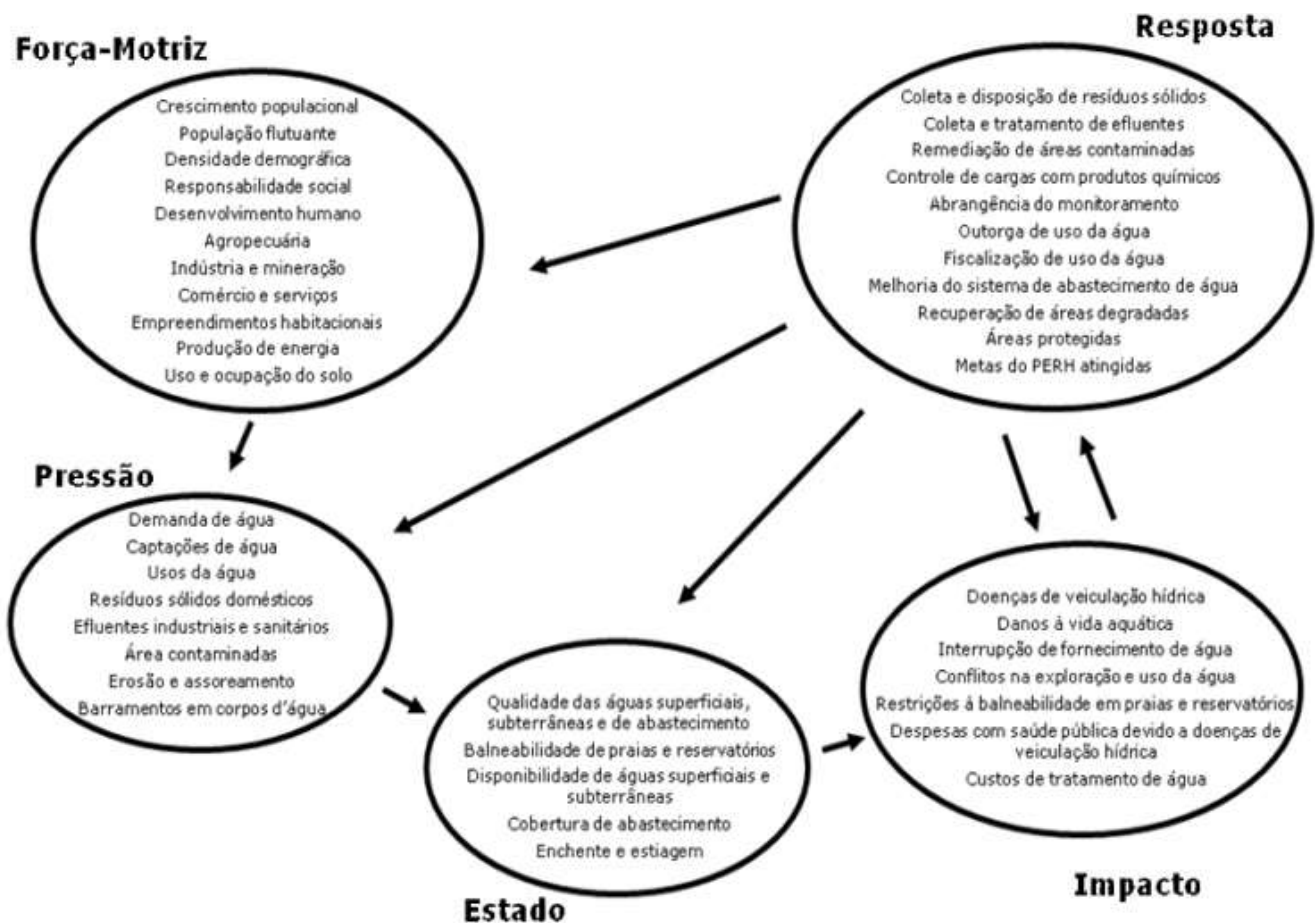 Força-Motriz
Crescimento populacional
População flutuante
Densidade demográfica
Responsabilidade social
Desenvolvimento humano
Agropecuária
Indústria e mineração
Comércio e serviços
Empreendimentos habitacionais
Produção de energia
Uso e ocupação do solo
Resposta
Coleta e disposição de resíduos sólidos
Coleta e tratamento de efluentes
Remediação de áreas contaminadas
Controle de cargas com produtos químicos
Abrangência do monitoramento
Outorga de uso da água
Fiscalização de uso da água
Melhoria do sistema de abastecimento de água
Recuperação de áreas degradadas
Áreas protegidas
Metas do PERH atingidas
Pressão
Demanda de água
Captações de água
Usos da água
Resíduos sólidos domésticos
Efluentes industriais e sanitários
Área contaminadas
Erosão e assoreamento
Barramentos em corpos d'água
Qualidade das águas superficiais,
subterrâneas e de abastecimento
Balneabilidade de praias e reservatórios
Disponibilidade de águas superficiais e
subterrâneas
Cobertura de abastecimento
Enchente e estiagem
Estado
Doenças de veiculação hídrica
Danos à vida aquática
Interrupção de fornecimento de água
Conflitos na exploração e uso da água
Restrições à balneabilidade em praias e reservatórios
Despesas com saúde pública devido a doenças de
veiculação hídrica
Custos de tratamento de água
Impacto